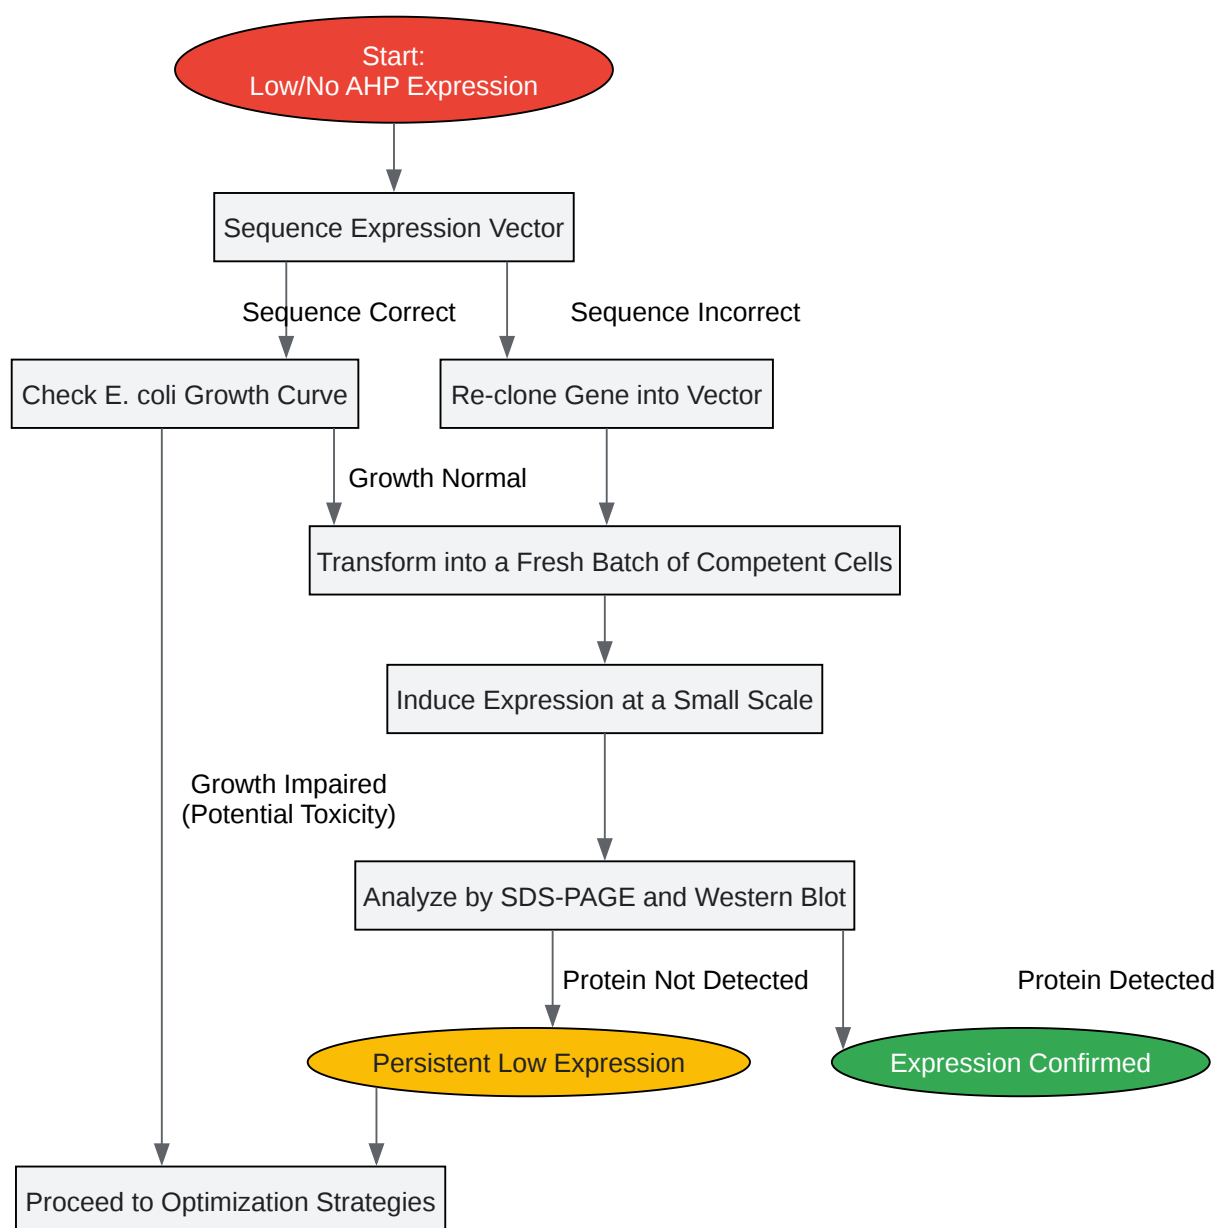 Start:
Low/No AHP Expression
Sequence Expression Vector
Sequence Correct
Sequence Incorrect
Check E. coli Growth Curve
Re-clone Gene into Vector
Growth Normal
Transform into a Fresh Batch of Competent Cells
Induce Expression at a Small Scale
Growth Impaired
(Potential Toxicity)
Analyze by SDS-PAGE and Western Blot
Protein Not Detected
Protein Detected
Persistent Low Expression
Expression Confirmed
Proceed to Optimization Strategies